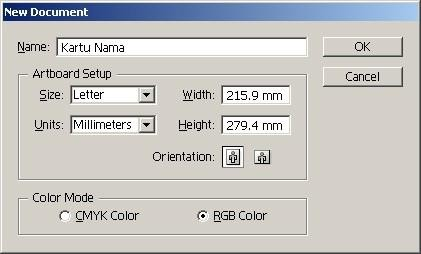 New Document
Name: Kartu Nama
OK
Cancel
Artboard Setup
Size: Letter Width: 215.9 mm
Units: Millimeters Height: 279.4 mm
Orientation:
Color Mode
CMYK Color RGB Color